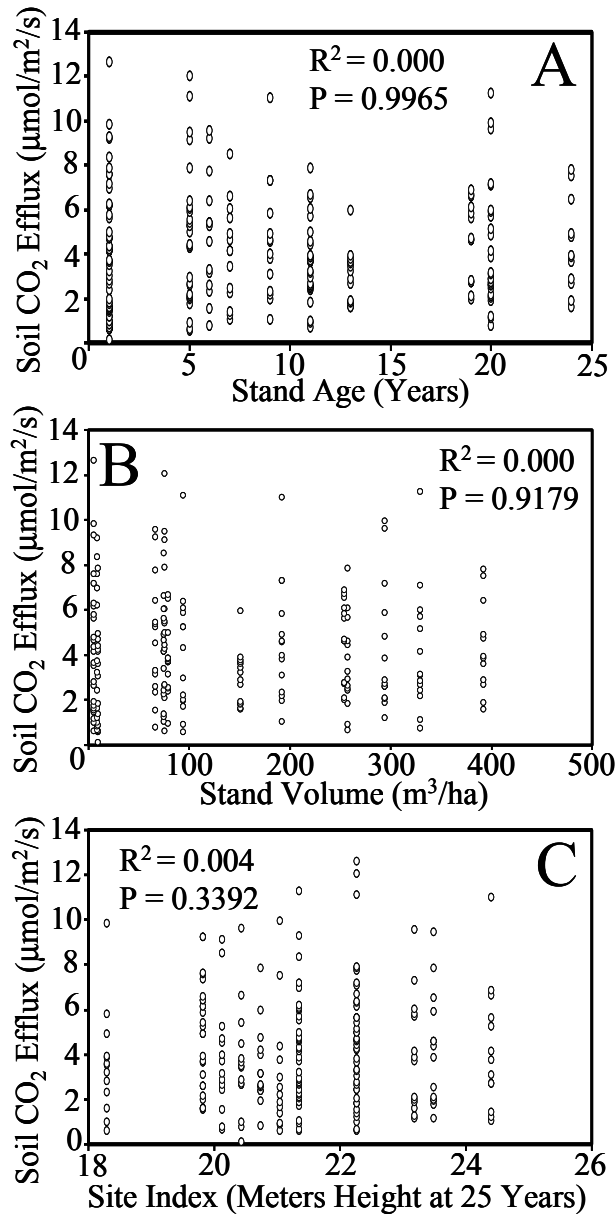 14
12
10
8
6
4
2
0
Soil CO2 Efflux (μmol/m²/s)
R² = 0.000
P = 0.9965
A
5
10
15
20
25
Stand Age (Years)
14
12
10
8
6
4
2
0
Soil CO2 Efflux (μmol/m²/s)
B
R² = 0.000
P = 0.9179
100
200
300
400
500
Stand Volume (m³/ha)
14
12
10
8
6
4
2
0
Soil CO2 Efflux (μmol/m²/s)
R² = 0.004
P = 0.3392
C
18
20
22
24
26
Site Index (Meters Height at 25 Years)